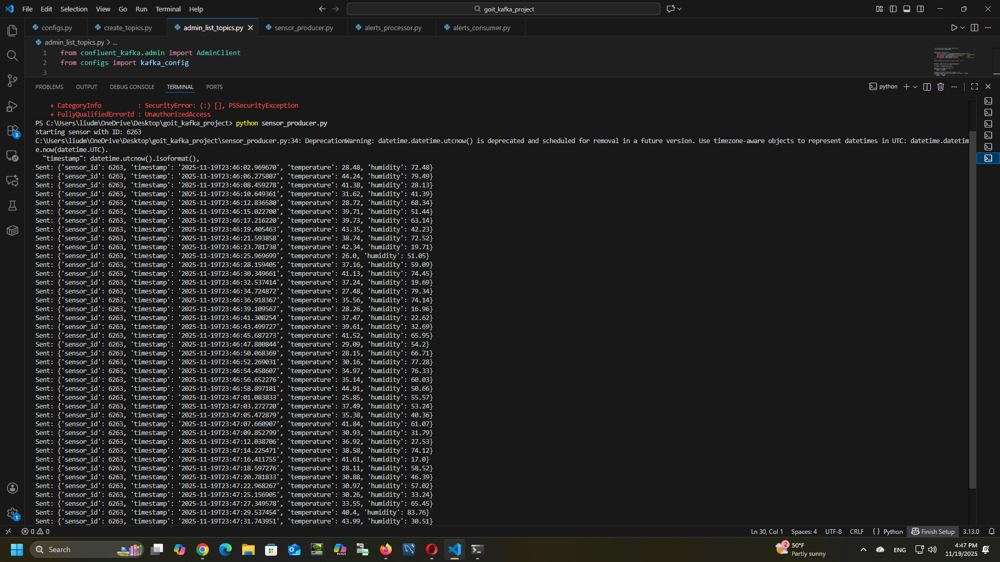 File Edit Selection View Go Run Terminal Help
goit_kafka_project
configs.py create_topics.py admin_list_topics.py sensor_producer.py alerts_processor.py alerts_consumer.py
admin_list_topics.py > ...
1 from confluent_kafka.admin import AdminClient
2 from configs import kafka_config
3
PROBLEMS OUTPUT DEBUG CONSOLE TERMINAL PORTS
python
+ CategoryInfo : SecurityError: (:) [], PSSecurityException
+ FullyQualifiedErrorId : UnauthorizedAccess
PS C:\Users\liudm\OneDrive\Desktop\goit_kafka_project> python sensor_producer.py
starting sensor with ID: 6263
C:\Users\liudm\OneDrive\Desktop\goit_kafka_project\sensor_producer.py:34: DeprecationWarning: datetime.datetime.utcnow() is deprecated and scheduled for removal in a future version. Use timezone-aware objects to represent datetimes in UTC: datetime.datetim
e.now(datetime.UTC).
"timestamp": datetime.utcnow().isoformat(),
Sent: {'sensor_id': 6263, 'timestamp': '2025-11-19T23:46:02.969670', 'temperature': 28.48, 'humidity': 72.48}
Sent: {'sensor_id': 6263, 'timestamp': '2025-11-19T23:46:06.275807', 'temperature': 44.24, 'humidity': 79.49}
Sent: {'sensor_id': 6263, 'timestamp': '2025-11-19T23:46:08.459278', 'temperature': 41.38, 'humidity': 28.13}
Sent: {'sensor_id': 6263, 'timestamp': '2025-11-19T23:46:10.649361', 'temperature': 31.62, 'humidity': 41.39}
Sent: {'sensor_id': 6263, 'timestamp': '2025-11-19T23:46:12.836580', 'temperature': 28.72, 'humidity': 68.34}
Sent: {'sensor_id': 6263, 'timestamp': '2025-11-19T23:46:15.022700', 'temperature': 39.71, 'humidity': 51.44}
Sent: {'sensor_id': 6263, 'timestamp': '2025-11-19T23:46:17.216220', 'temperature': 39.73, 'humidity': 63.14}
Sent: {'sensor_id': 6263, 'timestamp': '2025-11-19T23:46:19.405463', 'temperature': 43.35, 'humidity': 42.23}
Sent: {'sensor_id': 6263, 'timestamp': '2025-11-19T23:46:21.593858', 'temperature': 38.74, 'humidity': 72.52}
Sent: {'sensor_id': 6263, 'timestamp': '2025-11-19T23:46:23.781738', 'temperature': 42.34, 'humidity': 19.71}
Sent: {'sensor_id': 6263, 'timestamp': '2025-11-19T23:46:25.969699', 'temperature': 26.0, 'humidity': 51.05}
Sent: {'sensor_id': 6263, 'timestamp': '2025-11-19T23:46:28.159405', 'temperature': 37.16, 'humidity': 59.09}
Sent: {'sensor_id': 6263, 'timestamp': '2025-11-19T23:46:30.349661', 'temperature': 41.13, 'humidity': 74.45}
Sent: {'sensor_id': 6263, 'timestamp': '2025-11-19T23:46:32.537414', 'temperature': 37.24, 'humidity': 19.69}
Sent: {'sensor_id': 6263, 'timestamp': '2025-11-19T23:46:34.724872', 'temperature': 27.48, 'humidity': 79.34}
Sent: {'sensor_id': 6263, 'timestamp': '2025-11-19T23:46:36.918367', 'temperature': 35.56, 'humidity': 74.14}
Sent: {'sensor_id': 6263, 'timestamp': '2025-11-19T23:46:39.109567', 'temperature': 28.26, 'humidity': 16.96}
Sent: {'sensor_id': 6263, 'timestamp': '2025-11-19T23:46:41.308254', 'temperature': 37.47, 'humidity': 22.62}
Sent: {'sensor_id': 6263, 'timestamp': '2025-11-19T23:46:43.499727', 'temperature': 39.61, 'humidity': 32.69}
Sent: {'sensor_id': 6263, 'timestamp': '2025-11-19T23:46:45.687273', 'temperature': 41.52, 'humidity': 65.95}
Sent: {'sensor_id': 6263, 'timestamp': '2025-11-19T23:46:47.880844', 'temperature': 29.09, 'humidity': 54.2}
Sent: {'sensor_id': 6263, 'timestamp': '2025-11-19T23:46:50.068369', 'temperature': 28.15, 'humidity': 66.71}
Sent: {'sensor_id': 6263, 'timestamp': '2025-11-19T23:46:52.269031', 'temperature': 30.16, 'humidity': 77.28}
Sent: {'sensor_id': 6263, 'timestamp': '2025-11-19T23:46:54.458607', 'temperature': 34.97, 'humidity': 76.33}
Sent: {'sensor_id': 6263, 'timestamp': '2025-11-19T23:46:56.652276', 'temperature': 35.14, 'humidity': 60.03}
Sent: {'sensor_id': 6263, 'timestamp': '2025-11-19T23:46:58.897181', 'temperature': 44.91, 'humidity': 50.66}
Sent: {'sensor_id': 6263, 'timestamp': '2025-11-19T23:47:01.083833', 'temperature': 25.85, 'humidity': 55.57}
Sent: {'sensor_id': 6263, 'timestamp': '2025-11-19T23:47:03.272720', 'temperature': 37.49, 'humidity': 53.24}
Sent: {'sensor_id': 6263, 'timestamp': '2025-11-19T23:47:05.472879', 'temperature': 35.38, 'humidity': 40.36}
Sent: {'sensor_id': 6263, 'timestamp': '2025-11-19T23:47:07.660907', 'temperature': 41.84, 'humidity': 61.07}
Sent: {'sensor_id': 6263, 'timestamp': '2025-11-19T23:47:09.852799', 'temperature': 30.93, 'humidity': 31.79}
Sent: {'sensor_id': 6263, 'timestamp': '2025-11-19T23:47:12.038706', 'temperature': 36.92, 'humidity': 27.53}
Sent: {'sensor_id': 6263, 'timestamp': '2025-11-19T23:47:14.225471', 'temperature': 38.58, 'humidity': 74.12}
Sent: {'sensor_id': 6263, 'timestamp': '2025-11-19T23:47:16.411755', 'temperature': 41.61, 'humidity': 17.0}
Sent: {'sensor_id': 6263, 'timestamp': '2025-11-19T23:47:18.597276', 'temperature': 28.11, 'humidity': 58.52}
Sent: {'sensor_id': 6263, 'timestamp': '2025-11-19T23:47:20.781833', 'temperature': 30.88, 'humidity': 46.39}
Sent: {'sensor_id': 6263, 'timestamp': '2025-11-19T23:47:22.968267', 'temperature': 30.97, 'humidity': 57.02}
Sent: {'sensor_id': 6263, 'timestamp': '2025-11-19T23:47:25.156905', 'temperature': 30.26, 'humidity': 33.24}
Sent: {'sensor_id': 6263, 'timestamp': '2025-11-19T23:47:27.349578', 'temperature': 33.55, 'humidity': 65.45}
Sent: {'sensor_id': 6263, 'timestamp': '2025-11-19T23:47:29.537454', 'temperature': 40.4, 'humidity': 83.76}
Sent: {'sensor_id': 6263, 'timestamp': '2025-11-19T23:47:31.743951', 'temperature': 43.99, 'humidity': 30.51}
3
1
0 0
Ln 30, Col 1 Spaces: 4 UTF-8 CRLF { } Python Finish Setup 3.13.0
Search
M365
2
50°F
Partly sunny
ENG
4:47 PM
11/19/2025